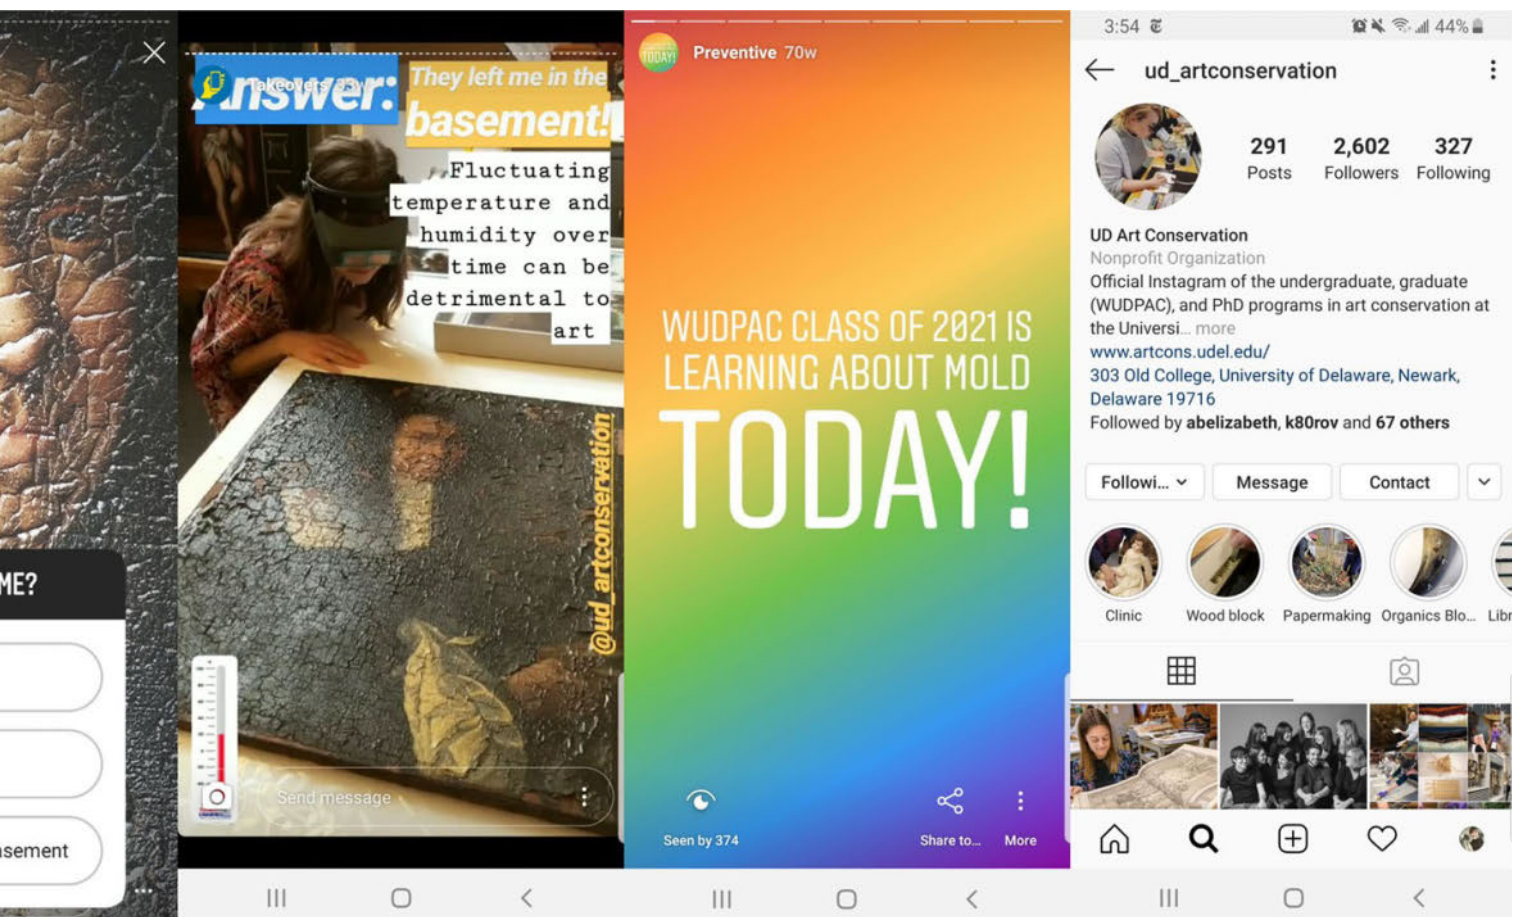 ME?
asement
Answer:
Takeovers
They left me in the
basement!
Fluctuating
temperature and
humidity over
time can be
detrimental to
art
@ud_artconservation
Send message
TODAY!
Preventive 70w
WUDPAC CLASS OF 2021 IS
LEARNING ABOUT MOLD
TODAY!
Seen by 374
Share to...
More
3:54
44%
ud_artconservation
291 2,602 327
Posts Followers Following
UD Art Conservation
Nonprofit Organization
Official Instagram of the undergraduate, graduate
(WUDPAC), and PhD programs in art conservation at
the Universi... more
www.artcons.udel.edu/
303 Old College, University of Delaware, Newark,
Delaware 19716
Followed by abelizabeth, k80rov and 67 others
Followi... Message Contact
Clinic Wood block Papermaking Organics Blo... Libr